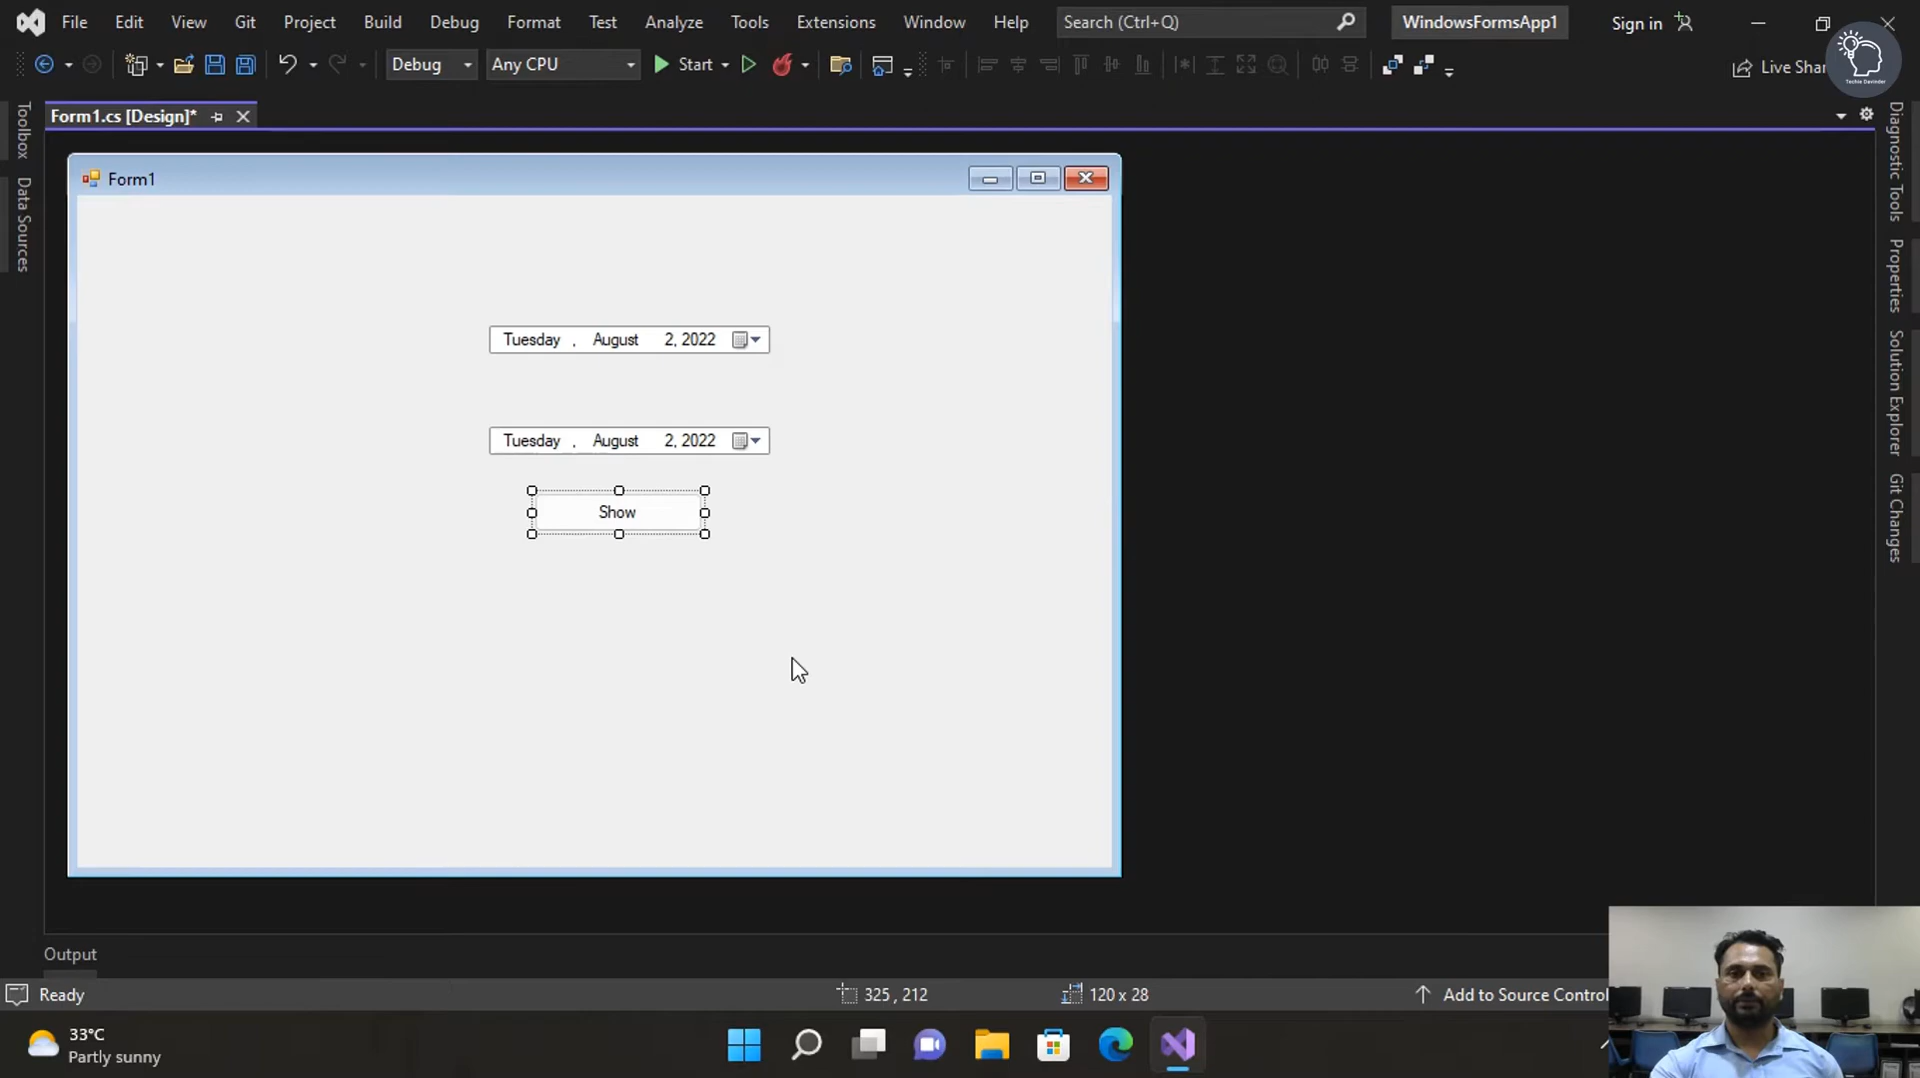 File Edit View Git Project Build Debug Format Test Analyze Tools Extensions Window Help Search (Ctrl+Q) WindowsFormsApp1 Sign in
Debug Any CPU Start Live Shar
Techie Devinder
Form1.cs [Design]*
Toolbox
Data Sources
Form1
Tuesday , August 2, 2022
Tuesday , August 2, 2022
Show
Diagnostic Tools
Properties
Solution Explorer
Git Changes
Output
Ready 325 , 212 120 x 28 Add to Source Control
33°C
Partly sunny